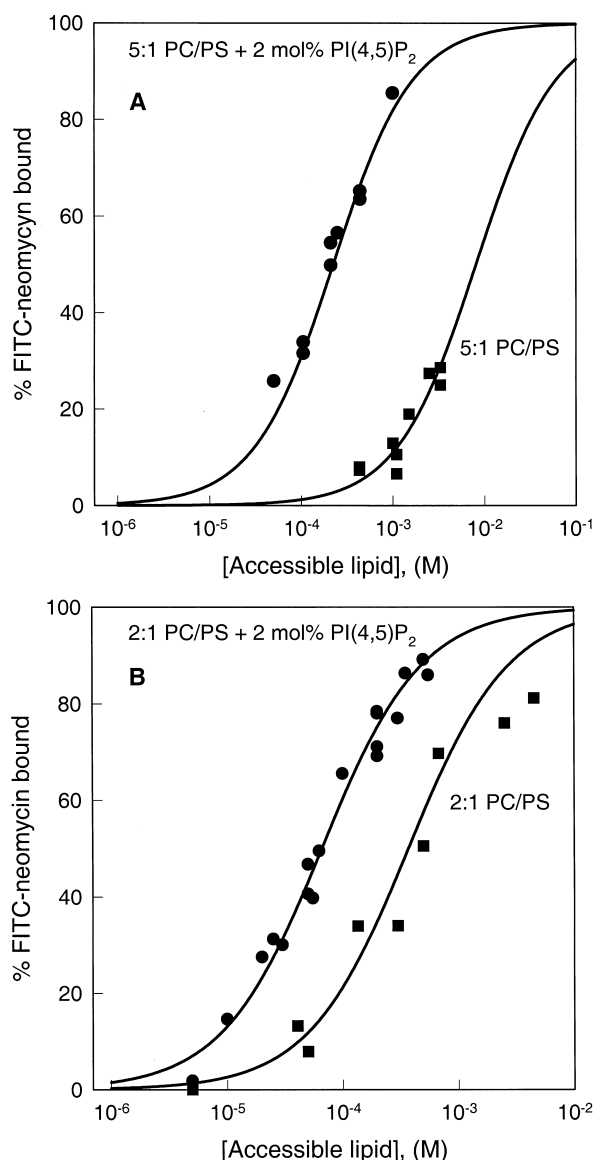 100
5:1 PC/PS + 2 mol% PI(4,5)P₂
A
80
60
40
20
0
% FITC-neomycyn bound
5:1 PC/PS
10⁻⁶ 10⁻⁵ 10⁻⁴ 10⁻³ 10⁻² 10⁻¹
[Accessible lipid], (M)
100
2:1 PC/PS + 2 mol% PI(4,5)P₂
B
80
60
40
20
0
% FITC-neomycin bound
2:1 PC/PS
10⁻⁶ 10⁻⁵ 10⁻⁴ 10⁻³ 10⁻²
[Accessible lipid], (M)